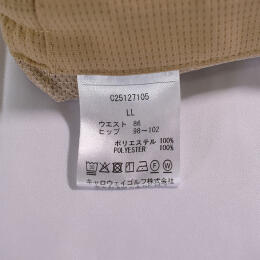 C25127105
LL
ウエスト 86
ヒップ 98〜102
ポリエステル 100%
POLYESTER 100%
キャロウェイゴルフ株式会社